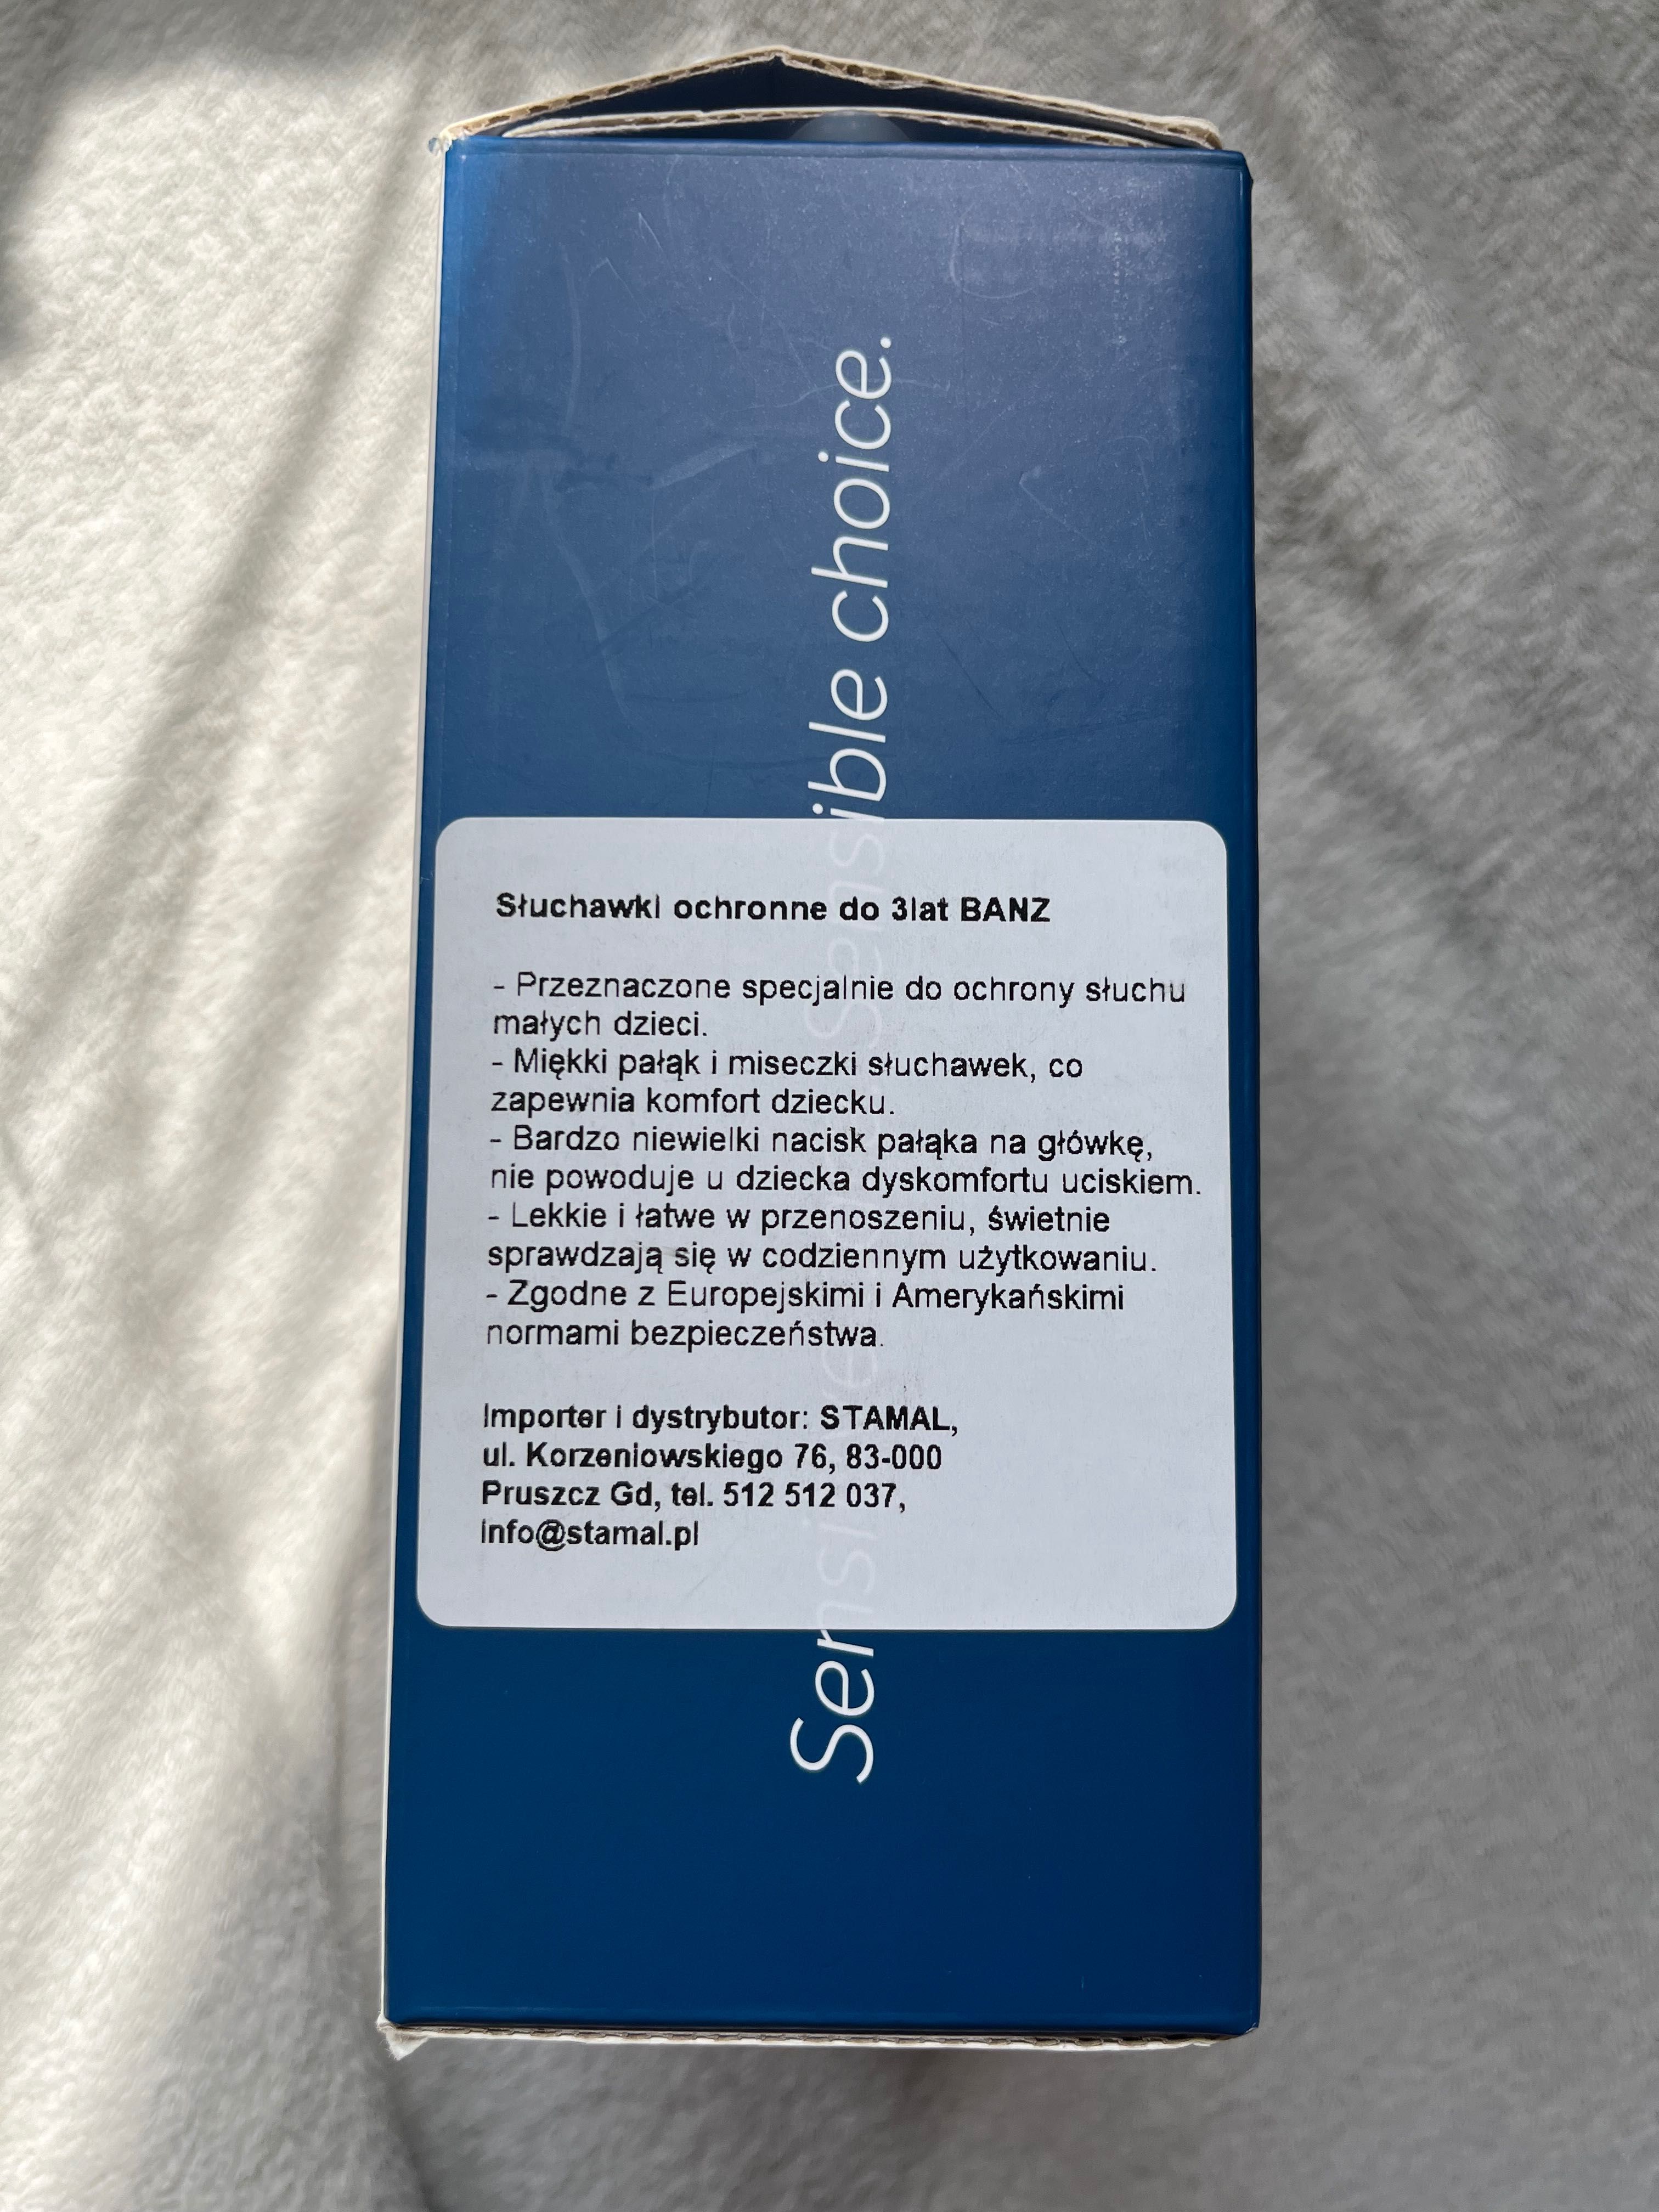 Słuchawki ochronne do 3lat BANZ
- Przeznaczone specjalnie do ochrony słuchu
małych dzieci.
- Miękki pałąk i miseczki słuchawek, co
zapewnia komfort dziecku.
- Bardzo niewielki nacisk pałąka na główkę,
nie powoduje u dziecka dyskomfortu uciskiem.
- Lekkie i łatwe w przenoszeniu, świetnie
sprawdzają się w codziennym użytkowaniu.
- Zgodne z Europejskimi i Amerykańskimi
normami bezpieczeństwa.
Importer i dystrybutor: STAMAL,
ul. Korzeniowskiego 76, 83-000
Pruszcz Gd, tel. 512 512 037,
info@stamal.pl
Sensible choice.